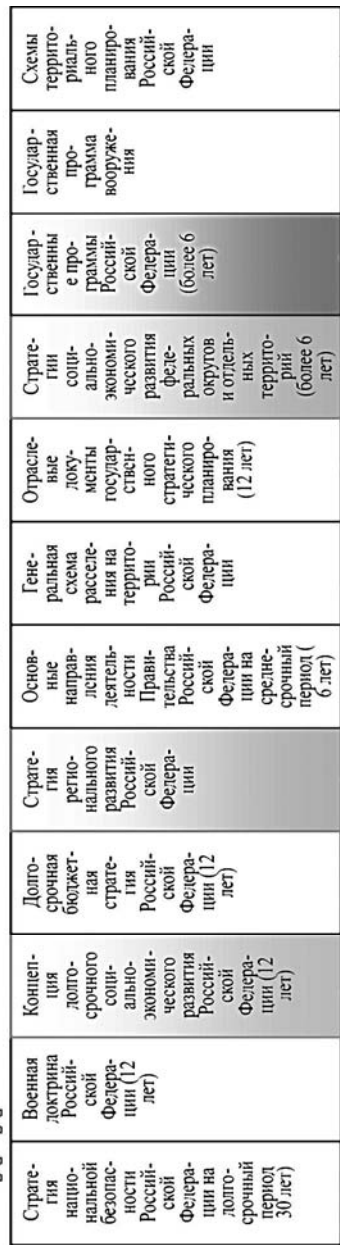 Страте-
гия
нацио-
нальной
безопас-
ности
Россий-
ской
Федера-
ции на
долго-
срочный
период
30 лет)
Военная
доктрина
Россий-
ской
Федера-
ции (12
лет)
Концеп-
ция
долго-
срочного
соци-
ально-
экономи-
ческого
развития
Россий-
ской
Федера-
ции (12
лет)
Долго-
срочная
бюджет-
ная
страте-
гия
Россий-
ской
Федера-
ции (12
лет)
Страте-
гия
регио-
нального
развития
Россий-
ской
Федера-
ции
Основ-
ные
направ-
ления
деятель-
ности
Прави-
тельства
Россий-
ской
Федера-
ции на
средне-
срочный
период (
6 лет)
Гене-
ральная
схема
расселе-
ния на
террито-
рии
Россий-
ской
Федера-
ции
Отрасле-
вые
доку-
менты
государ-
ствен-
ного
стратеги-
ческого
планиро-
вания
(12 лет)
Страте-
гии
соци-
ально-
экономи-
ческого
развития
феде-
ральных
округов
и отдель-
ных
террито-
рий
(более 6
лет)
Государ-
ственны
е про-
граммы
Россий-
ской
Федера-
ции
(более 6
лет)
Государ-
ственная
про-
грамма
вооруже-
ния
Схемы
террито-
риаль-
ного
планиро-
вания
Россий-
ской
Федера-
ции